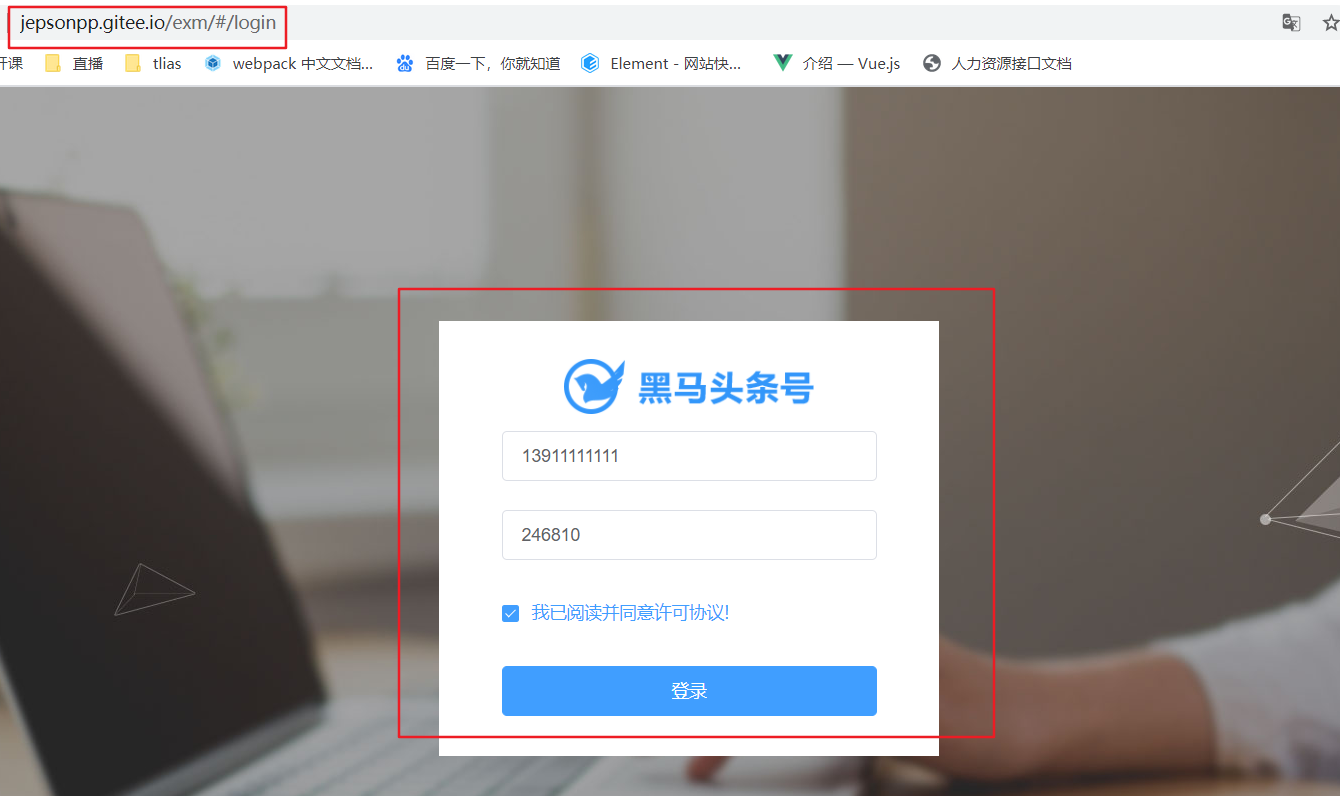 jepsonpp.gitee.io/exm/#/login
开课 直播 tlias webpack 中文文档... 百度一下，你就知道 Element - 网站快... 介绍 — Vue.js 人力资源接口文档
黑马头条号
13911111111
246810
我已阅读并同意许可协议!
登录